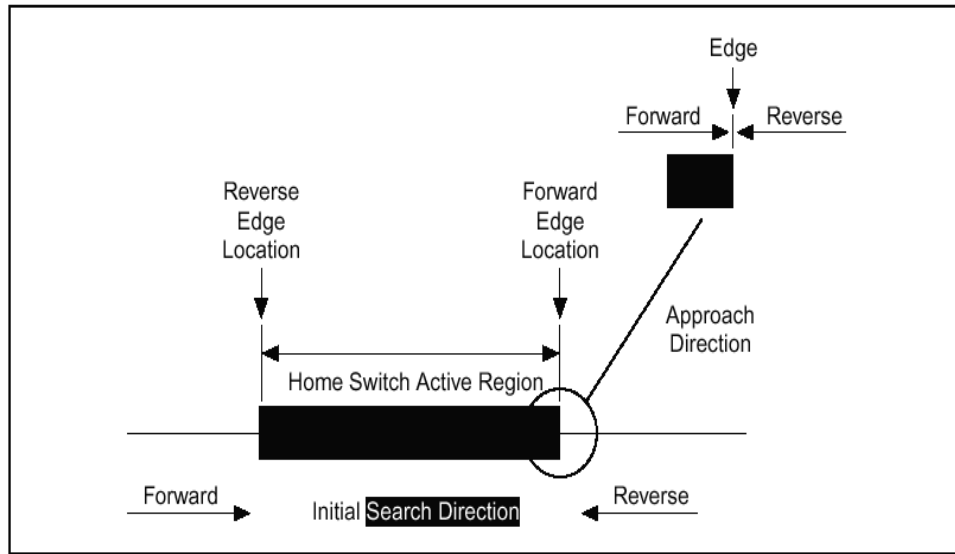 Edge
Forward
Reverse
Reverse
Edge
Location
Forward
Edge
Location
Approach
Direction
Home Switch Active Region
Forward
Initial Search Direction
Reverse